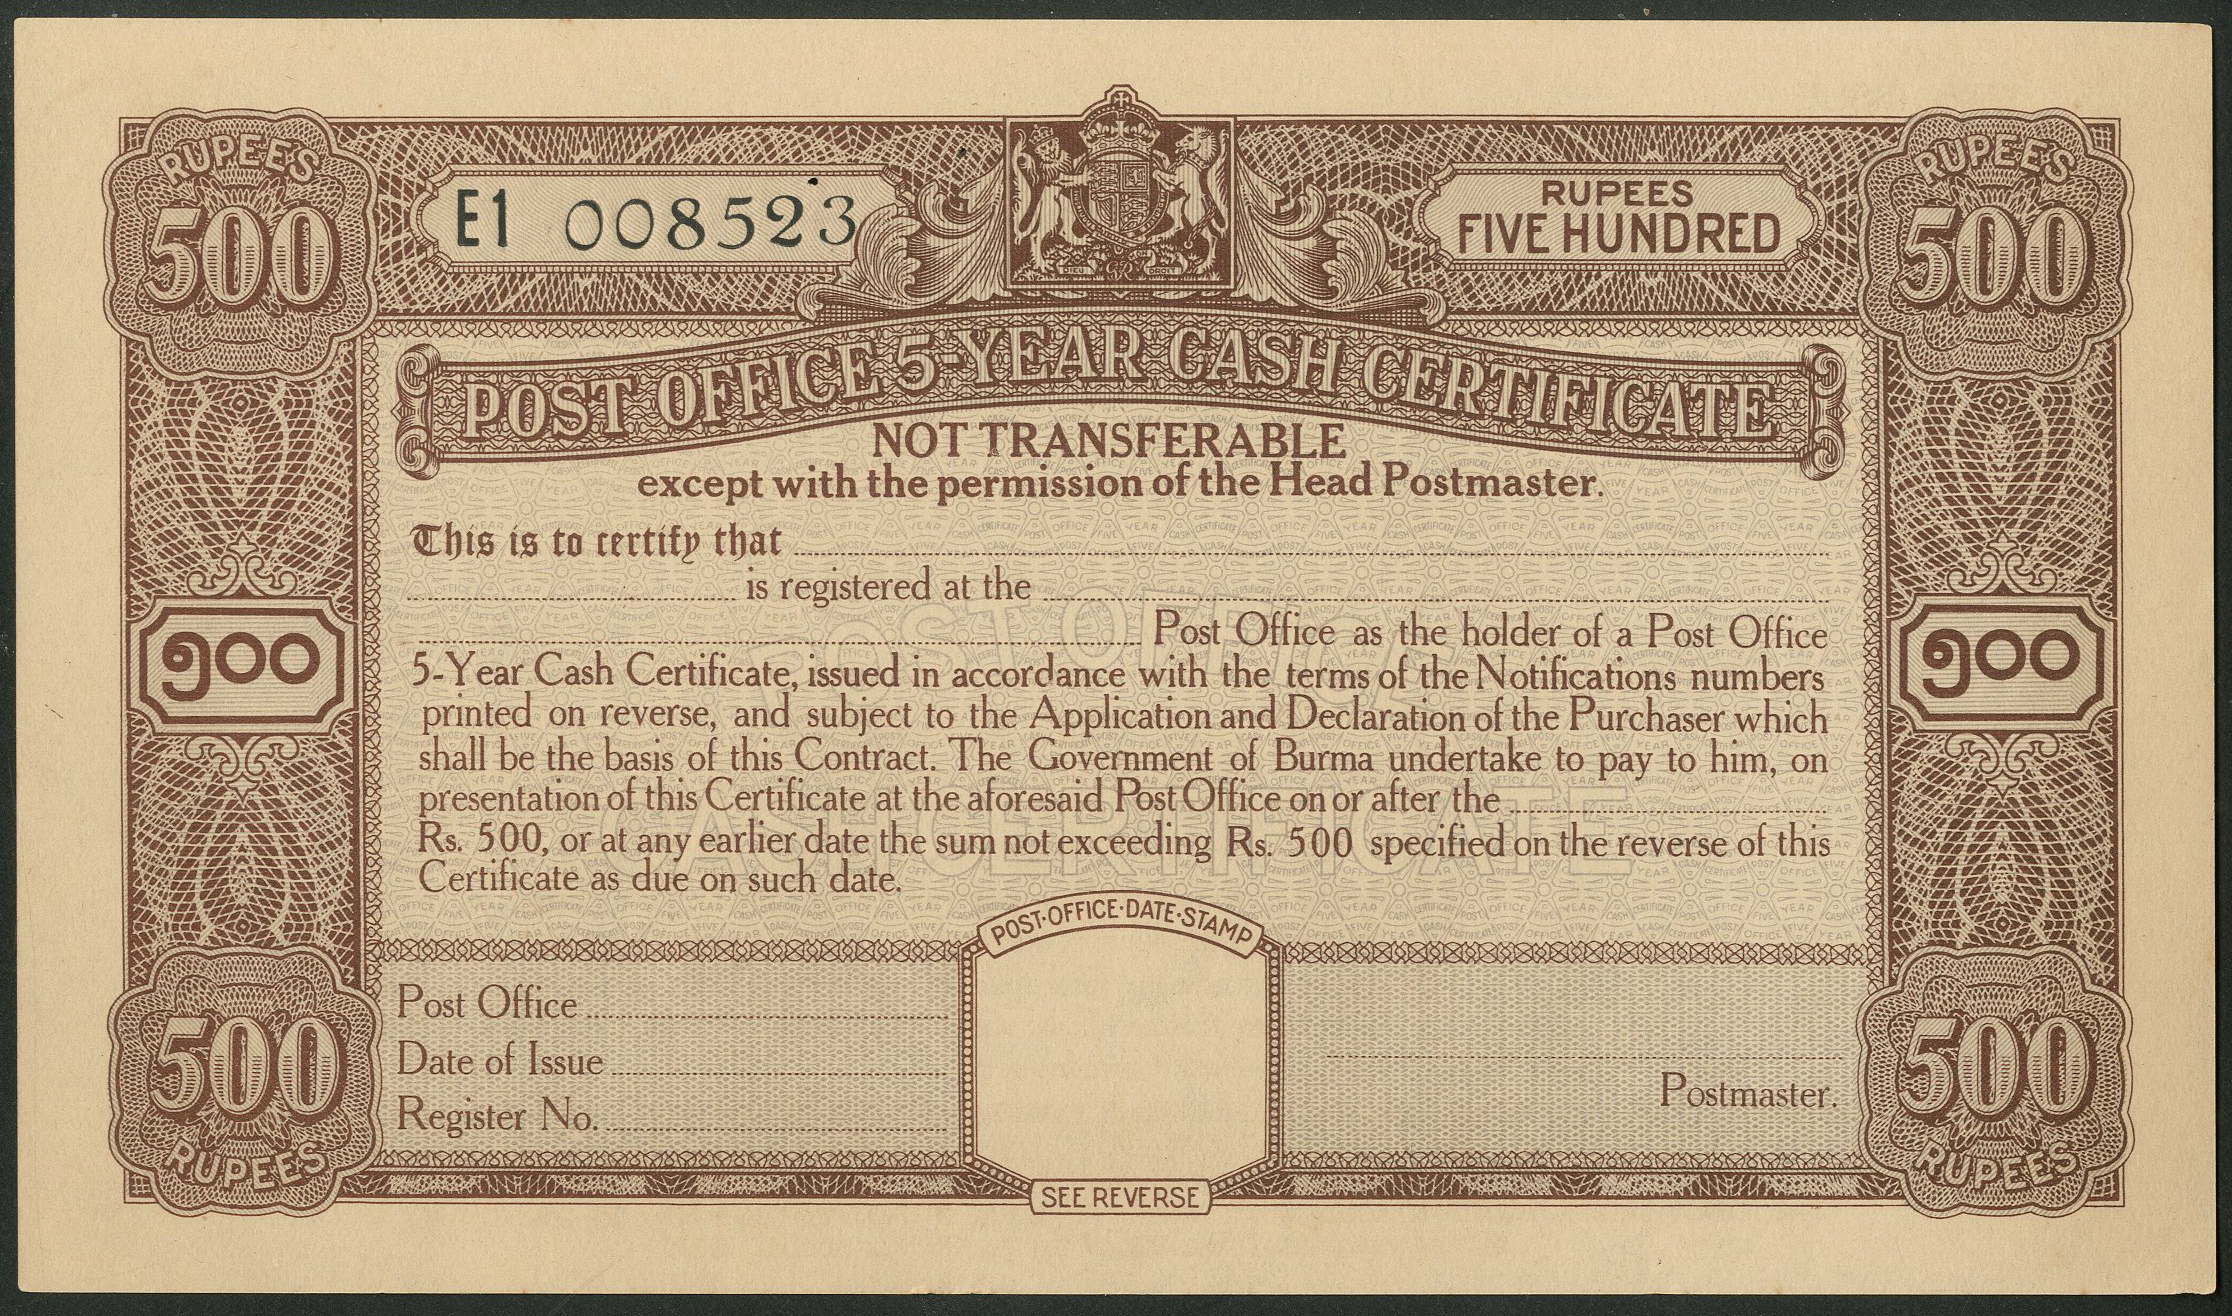 RUPEES
500
E1 008523
DIEU ET MON DROIT
RUPEES
FIVE HUNDRED
RUPEES
500
POST OFFICE 5-YEAR CASH CERTIFICATE
NOT TRANSFERABLE
except with the permission of the Head Postmaster.
This is to certify that
is registered at the
Post Office as the holder of a Post Office
5-Year Cash Certificate, issued in accordance with the terms of the Notifications numbers
printed on reverse, and subject to the Application and Declaration of the Purchaser which
shall be the basis of this Contract. The Government of Burma undertake to pay to him, on
presentation of this Certificate at the aforesaid Post Office on or after the
Rs. 500, or at any earlier date the sum not exceeding Rs. 500 specified on the reverse of this
Certificate as due on such date.
၅၀၀
၅၀၀
POST OFFICE
CASH CERTIFICATE
POST·OFFICE·DATE·STAMP
Post Office
Date of Issue
Register No.
Postmaster.
500
RUPEES
500
RUPEES
SEE REVERSE